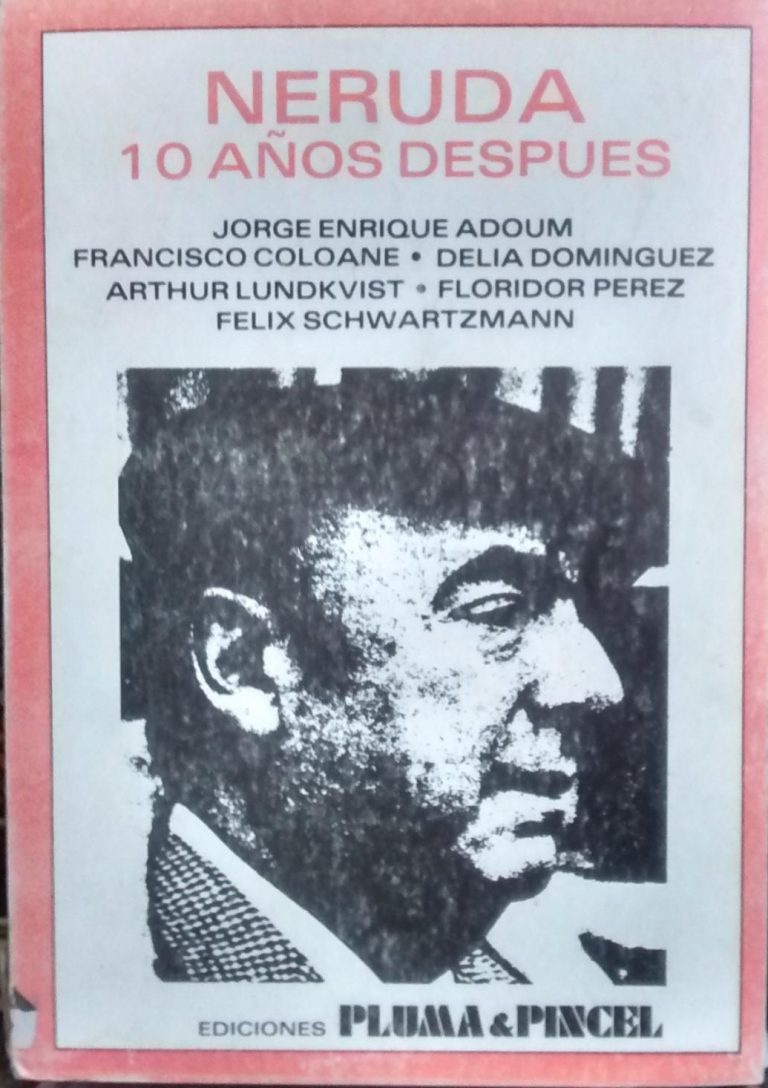 NERUDA
10 AÑOS DESPUES
JORGE ENRIQUE ADOUM
FRANCISCO COLOANE • DELIA DOMINGUEZ
ARTHUR LUNDKVIST • FLORIDOR PEREZ
FELIX SCHWARTZMANN
EDICIONES PLUMA & PINCEL